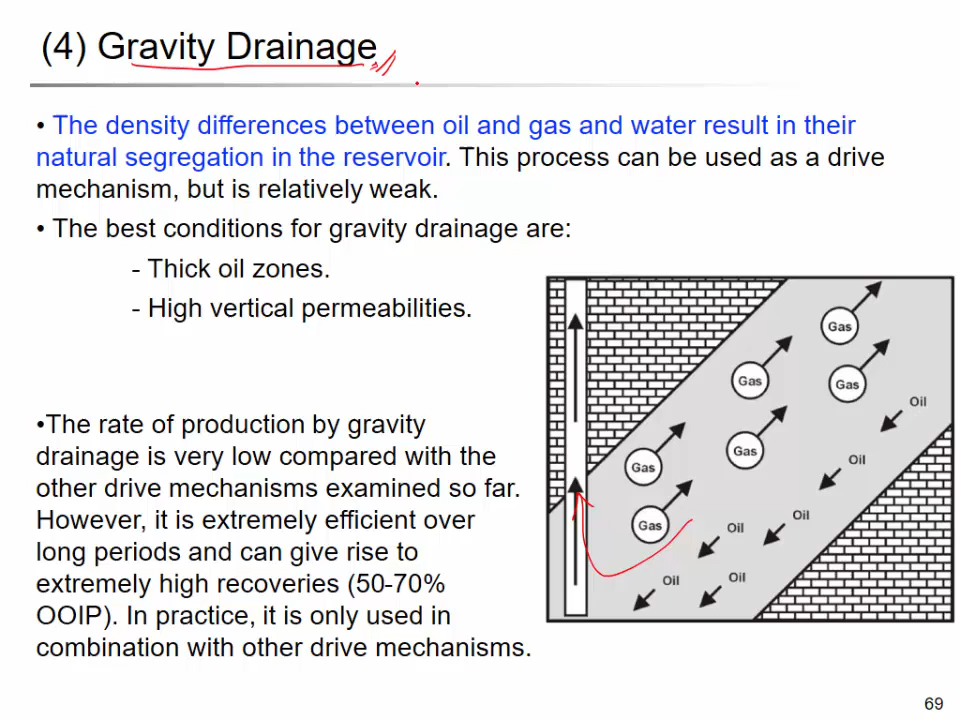 (4) Gravity Drainage
• The density differences between oil and gas and water result in their
natural segregation in the reservoir. This process can be used as a drive
mechanism, but is relatively weak.
• The best conditions for gravity drainage are:
- Thick oil zones.
- High vertical permeabilities.
•The rate of production by gravity
drainage is very low compared with the
other drive mechanisms examined so far.
However, it is extremely efficient over
long periods and can give rise to
extremely high recoveries (50-70%
OOIP). In practice, it is only used in
combination with other drive mechanisms.
Gas
Gas
Gas
Oil
Gas
Oil
Gas
Oil
Gas
Oil
Oil
Oil
69